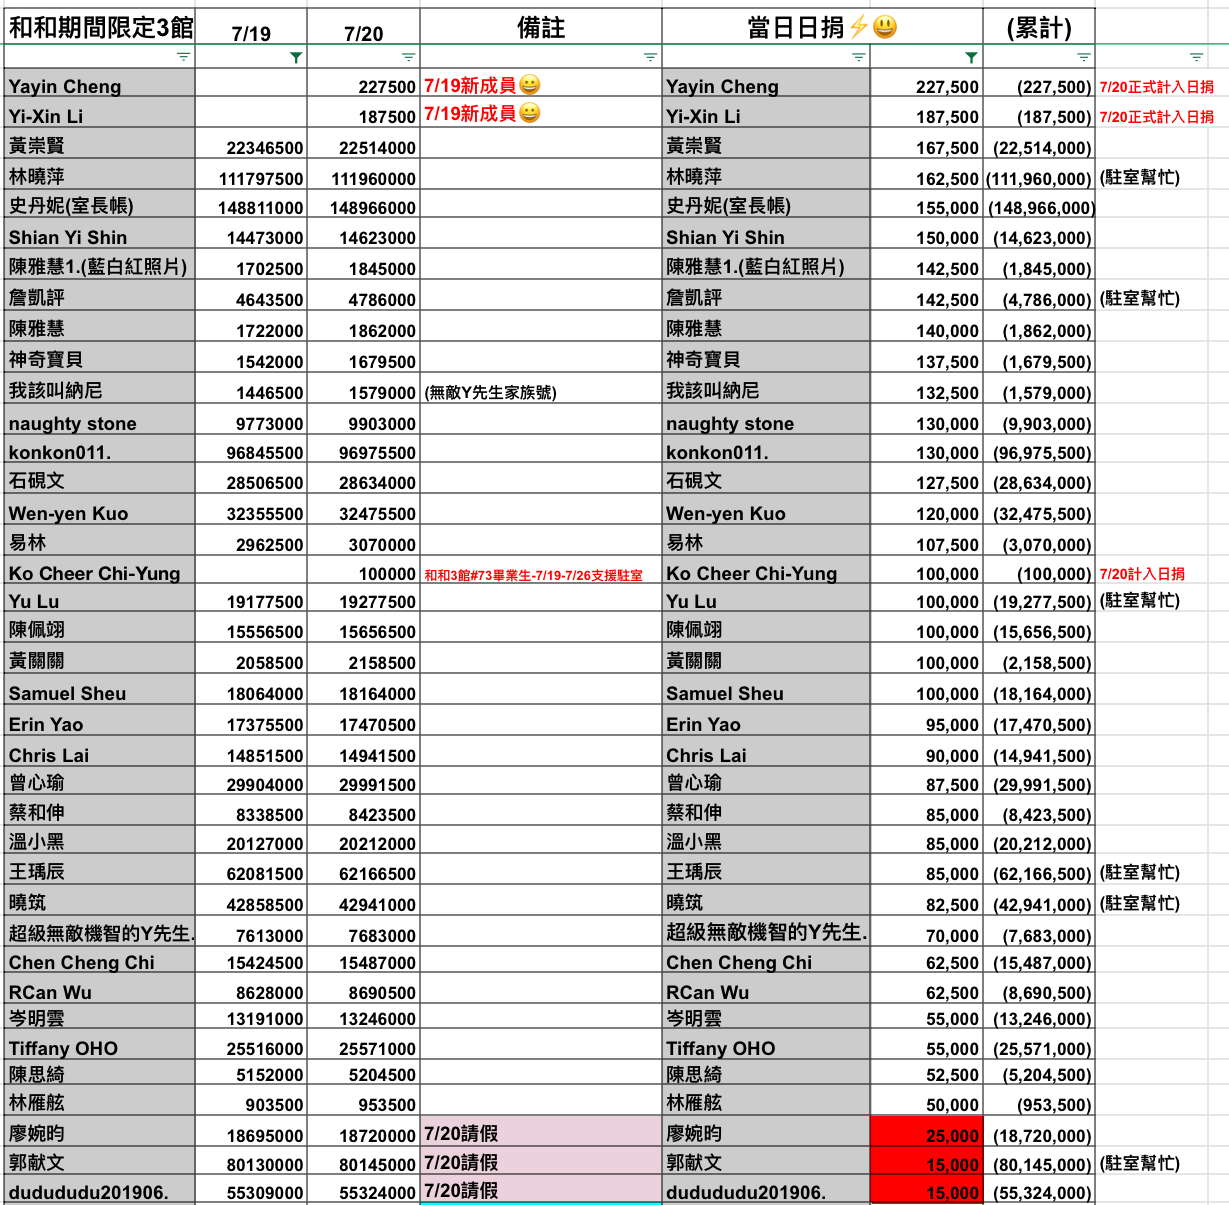 和和期間限定3館 7/19 7/20 備註 當日日捐⚡😃 (累計)
Yayin Cheng 227500 7/19新成員😀 Yayin Cheng 227,500 (227,500) 7/20正式計入日捐
Yi-Xin Li 187500 7/19新成員😀 Yi-Xin Li 187,500 (187,500) 7/20正式計入日捐
黃崇賢 22346500 22514000 黃崇賢 167,500 (22,514,000)
林曉萍 111797500 111960000 林曉萍 162,500 (111,960,000) (駐室幫忙)
史丹妮(室長帳) 148811000 148966000 史丹妮(室長帳) 155,000 (148,966,000)
Shian Yi Shin 14473000 14623000 Shian Yi Shin 150,000 (14,623,000)
陳雅慧1.(藍白紅照片) 1702500 1845000 陳雅慧1.(藍白紅照片) 142,500 (1,845,000)
詹凱評 4643500 4786000 詹凱評 142,500 (4,786,000) (駐室幫忙)
陳雅慧 1722000 1862000 陳雅慧 140,000 (1,862,000)
神奇寶貝 1542000 1679500 神奇寶貝 137,500 (1,679,500)
我該叫納尼 1446500 1579000 (無敵Y先生家族號) 我該叫納尼 132,500 (1,579,000)
naughty stone 9773000 9903000 naughty stone 130,000 (9,903,000)
konkon011. 96845500 96975500 konkon011. 130,000 (96,975,500)
石硯文 28506500 28634000 石硯文 127,500 (28,634,000)
Wen-yen Kuo 32355500 32475500 Wen-yen Kuo 120,000 (32,475,500)
易林 2962500 3070000 易林 107,500 (3,070,000)
Ko Cheer Chi-Yung 100000 和和3館#73畢業生-7/19-7/26支援駐室 Ko Cheer Chi-Yung 100,000 (100,000) 7/20計入日捐
Yu Lu 19177500 19277500 Yu Lu 100,000 (19,277,500) (駐室幫忙)
陳佩翊 15556500 15656500 陳佩翊 100,000 (15,656,500)
黃關關 2058500 2158500 黃關關 100,000 (2,158,500)
Samuel Sheu 18064000 18164000 Samuel Sheu 100,000 (18,164,000)
Erin Yao 17375500 17470500 Erin Yao 95,000 (17,470,500)
Chris Lai 14851500 14941500 Chris Lai 90,000 (14,941,500)
曾心瑜 29904000 29991500 曾心瑜 87,500 (29,991,500)
蔡和伸 8338500 8423500 蔡和伸 85,000 (8,423,500)
溫小黑 20127000 20212000 溫小黑 85,000 (20,212,000)
王瑀辰 62081500 62166500 王瑀辰 85,000 (62,166,500) (駐室幫忙)
曉筑 42858500 42941000 曉筑 82,500 (42,941,000) (駐室幫忙)
超級無敵機智的Y先生. 7613000 7683000 超級無敵機智的Y先生. 70,000 (7,683,000)
Chen Cheng Chi 15424500 15487000 Chen Cheng Chi 62,500 (15,487,000)
RCan Wu 8628000 8690500 RCan Wu 62,500 (8,690,500)
岑明雲 13191000 13246000 岑明雲 55,000 (13,246,000)
Tiffany OHO 25516000 25571000 Tiffany OHO 55,000 (25,571,000)
陳思綺 5152000 5204500 陳思綺 52,500 (5,204,500)
林雁舷 903500 953500 林雁舷 50,000 (953,500)
廖婉昀 18695000 18720000 7/20請假 廖婉昀 25,000 (18,720,000)
郭献文 80130000 80145000 7/20請假 郭献文 15,000 (80,145,000) (駐室幫忙)
dudududu201906. 55309000 55324000 7/20請假 dudududu201906. 15,000 (55,324,000)